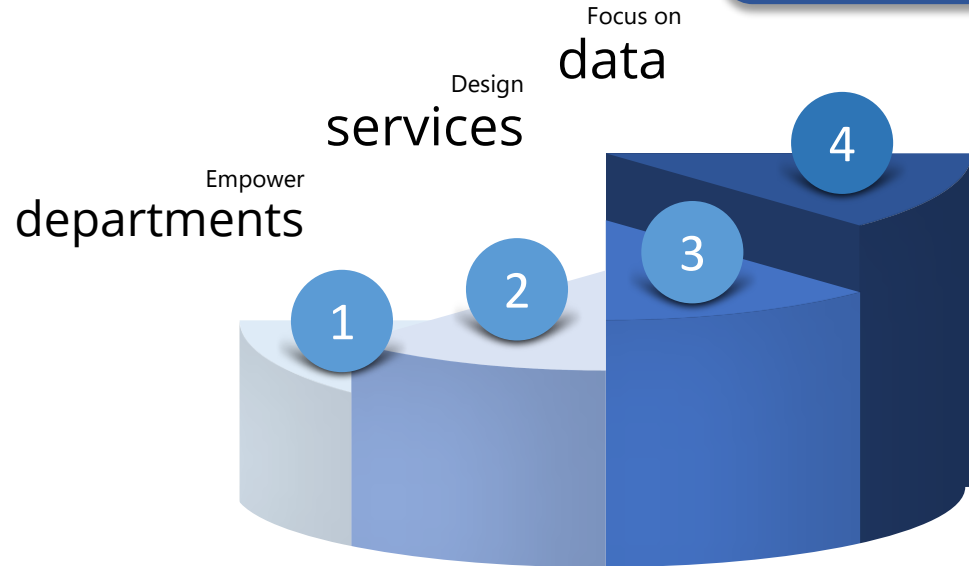 Focus on
data
Design
services
Empower
departments
4
3
2
1